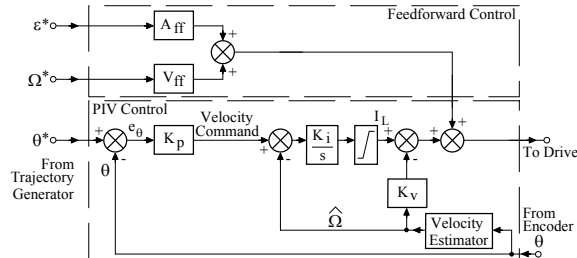 ε* A_ff + Feedforward Control
+
Ω* V_ff
PIV Control Velocity Command I_L
θ* + e_θ K_p + K_i/s + + +
- - -
To Drive
From Trajectory Generator
θ
K_v
Ω̂
Velocity Estimator
From Encoder
θ